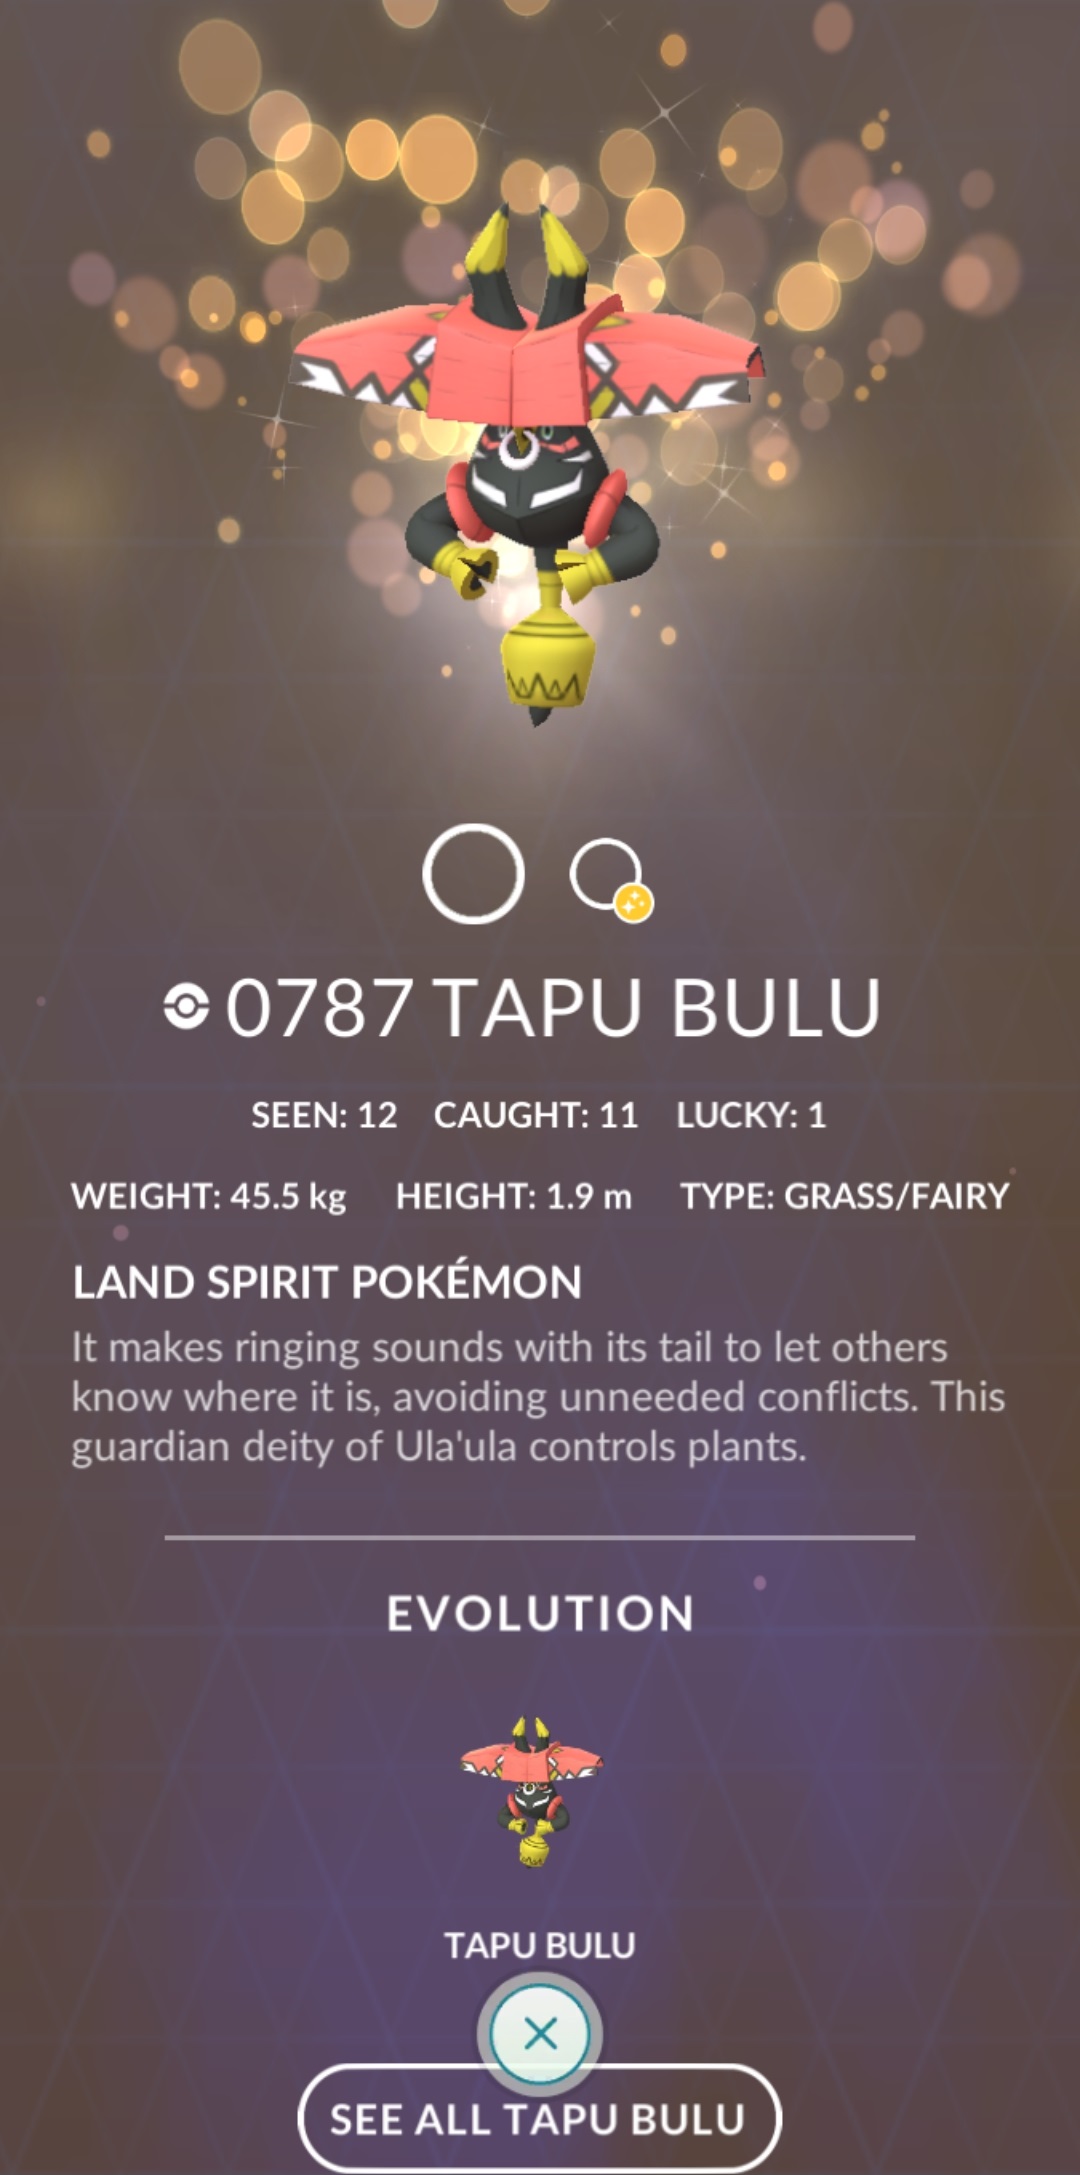 0787 TAPU BULU
SEEN: 12 CAUGHT: 11 LUCKY: 1
WEIGHT: 45.5 kg HEIGHT: 1.9 m TYPE: GRASS/FAIRY
LAND SPIRIT POKÉMON
It makes ringing sounds with its tail to let others
know where it is, avoiding unneeded conflicts. This
guardian deity of Ula'ula controls plants.
EVOLUTION
TAPU BULU
SEE ALL TAPU BULU